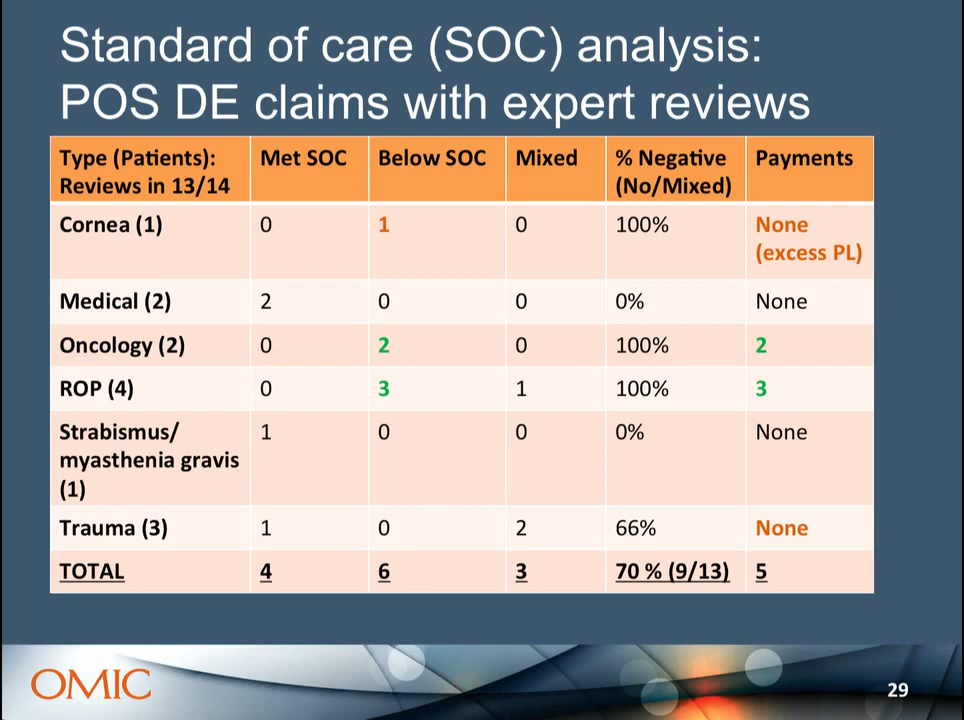 Standard of care (SOC) analysis:
POS DE claims with expert reviews
Type (Patients): Reviews in 13/14 Met SOC Below SOC Mixed % Negative (No/Mixed) Payments
Cornea (1) 0 1 0 100% None (excess PL)
Medical (2) 2 0 0 0% None
Oncology (2) 0 2 0 100% 2
ROP (4) 0 3 1 100% 3
Strabismus/ myasthenia gravis (1) 1 0 0 0% None
Trauma (3) 1 0 2 66% None
TOTAL 4 6 3 70 % (9/13) 5
OMIC
29